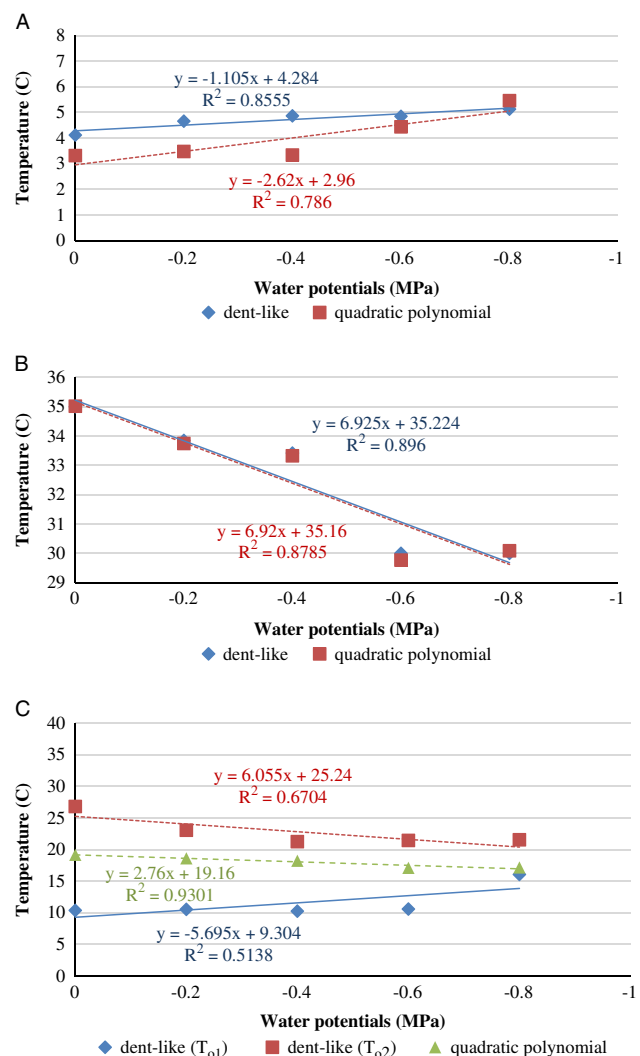 A
8
7
6
5
4
3
2
1
0
Temperature (C)
y = -1.105x + 4.284
R² = 0.8555
y = -2.62x + 2.96
R² = 0.786
0 -0.2 -0.4 -0.6 -0.8 -1
Water potentials (MPa)
dent-like quadratic polynomial
B
36
35
34
33
32
31
30
29
Temperature (C)
y = 6.925x + 35.224
R² = 0.896
y = 6.92x + 35.16
R² = 0.8785
0 -0.2 -0.4 -0.6 -0.8 -1
Water potentials (MPa)
dent-like quadratic polynomial
C
40
35
30
25
20
15
10
5
0
Temperature (C)
y = 6.055x + 25.24
R² = 0.6704
y = 2.76x + 19.16
R² = 0.9301
y = -5.695x + 9.304
R² = 0.5138
0 -0.2 -0.4 -0.6 -0.8 -1
Water potentials (MPa)
dent-like (To1) dent-like (To2) quadratic polynomial